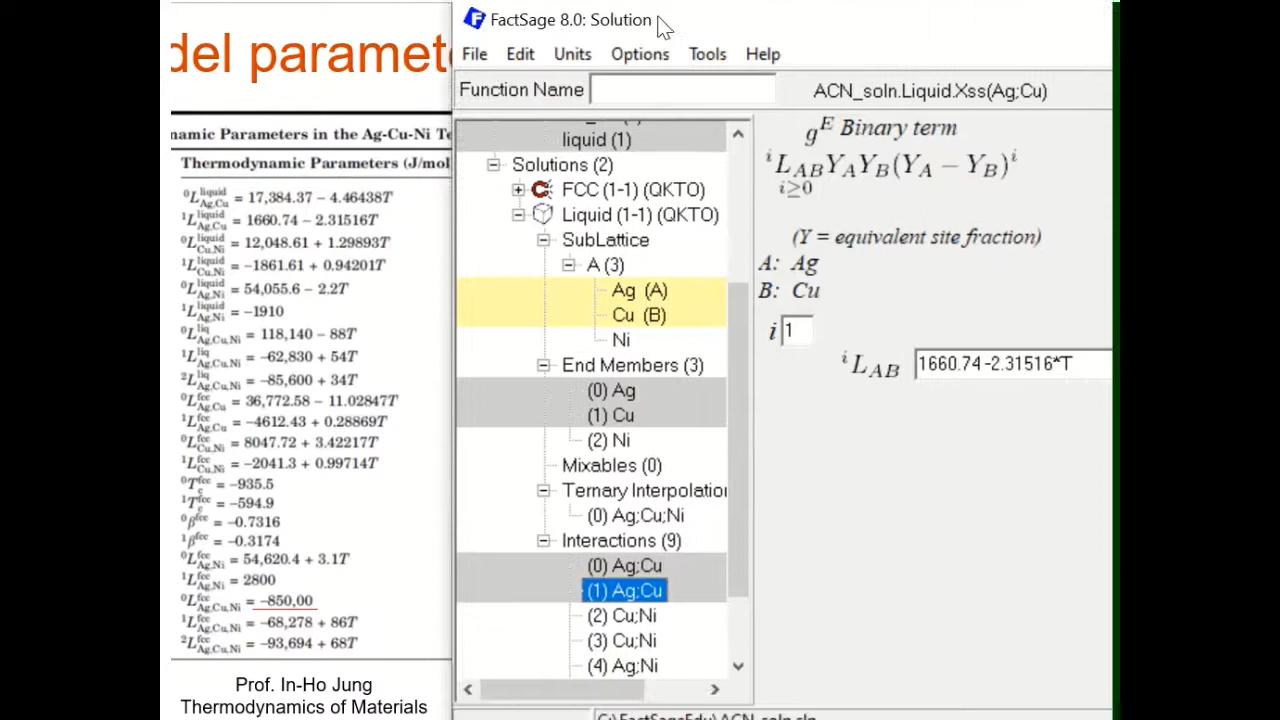 del paramet
namic Parameters in the Ag-Cu-Ni Te
Thermodynamic Parameters (J/mol
⁰L^liquid_Ag,Cu = 17,384.37 − 4.46438T
¹L^liquid_Ag,Cu = 1660.74 − 2.31516T
⁰L^liquid_Cu,Ni = 12,048.61 + 1.29893T
¹L^liquid_Cu,Ni = −1861.61 + 0.94201T
⁰L^liquid_Ag,Ni = 54,055.6 − 2.2T
¹L^liquid_Ag,Ni = −1910
⁰L^liq_Ag,Cu,Ni = 118,140 − 88T
¹L^liq_Ag,Cu,Ni = −62,830 + 54T
²L^liq_Ag,Cu,Ni = −85,600 + 34T
⁰L^fcc_Ag,Cu = 36,772.58 − 11.02847T
¹L^fcc_Ag,Cu = −4612.43 + 0.28869T
⁰L^fcc_Cu,Ni = 8047.72 + 3.42217T
¹L^fcc_Cu,Ni = −2041.3 + 0.99714T
⁰T^fcc_c = −935.5
¹T^fcc_c = −594.9
⁰β^fcc = −0.7316
¹β^fcc = −0.3174
⁰L^fcc_Ag,Ni = 54,620.4 + 3.1T
¹L^fcc_Ag,Ni = 2800
⁰L^fcc_Ag,Cu,Ni = −850,00
¹L^fcc_Ag,Cu,Ni = −68,278 + 86T
²L^fcc_Ag,Cu,Ni = −93,694 + 68T
Prof. In-Ho Jung
Thermodynamics of Materials
FactSage 8.0: Solution
File Edit Units Options Tools Help
Function Name ACN_soln.Liquid.Xss(Ag;Cu)
liquid (1)
Solutions (2)
FCC (1-1) (QKTO)
Liquid (1-1) (QKTO)
SubLattice
A (3)
Ag (A)
Cu (B)
Ni
End Members (3)
(0) Ag
(1) Cu
(2) Ni
Mixables (0)
Ternary Interpolation
(0) Ag;Cu;Ni
Interactions (9)
(0) Ag;Cu
(1) Ag;Cu
(2) Cu;Ni
(3) Cu;Ni
(4) Ag;Ni
g^E Binary term
ⁱL_AB Y_A Y_B (Y_A − Y_B)ⁱ
i≥0
(Y = equivalent site fraction)
A: Ag
B: Cu
i 1
ⁱL_AB 1660.74-2.31516*T
C:\FactSageEdu\ACN_soln.sln